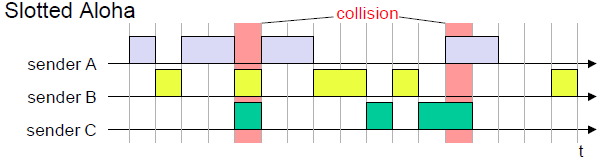 Slotted Aloha
collision
sender A
sender B
sender C
t